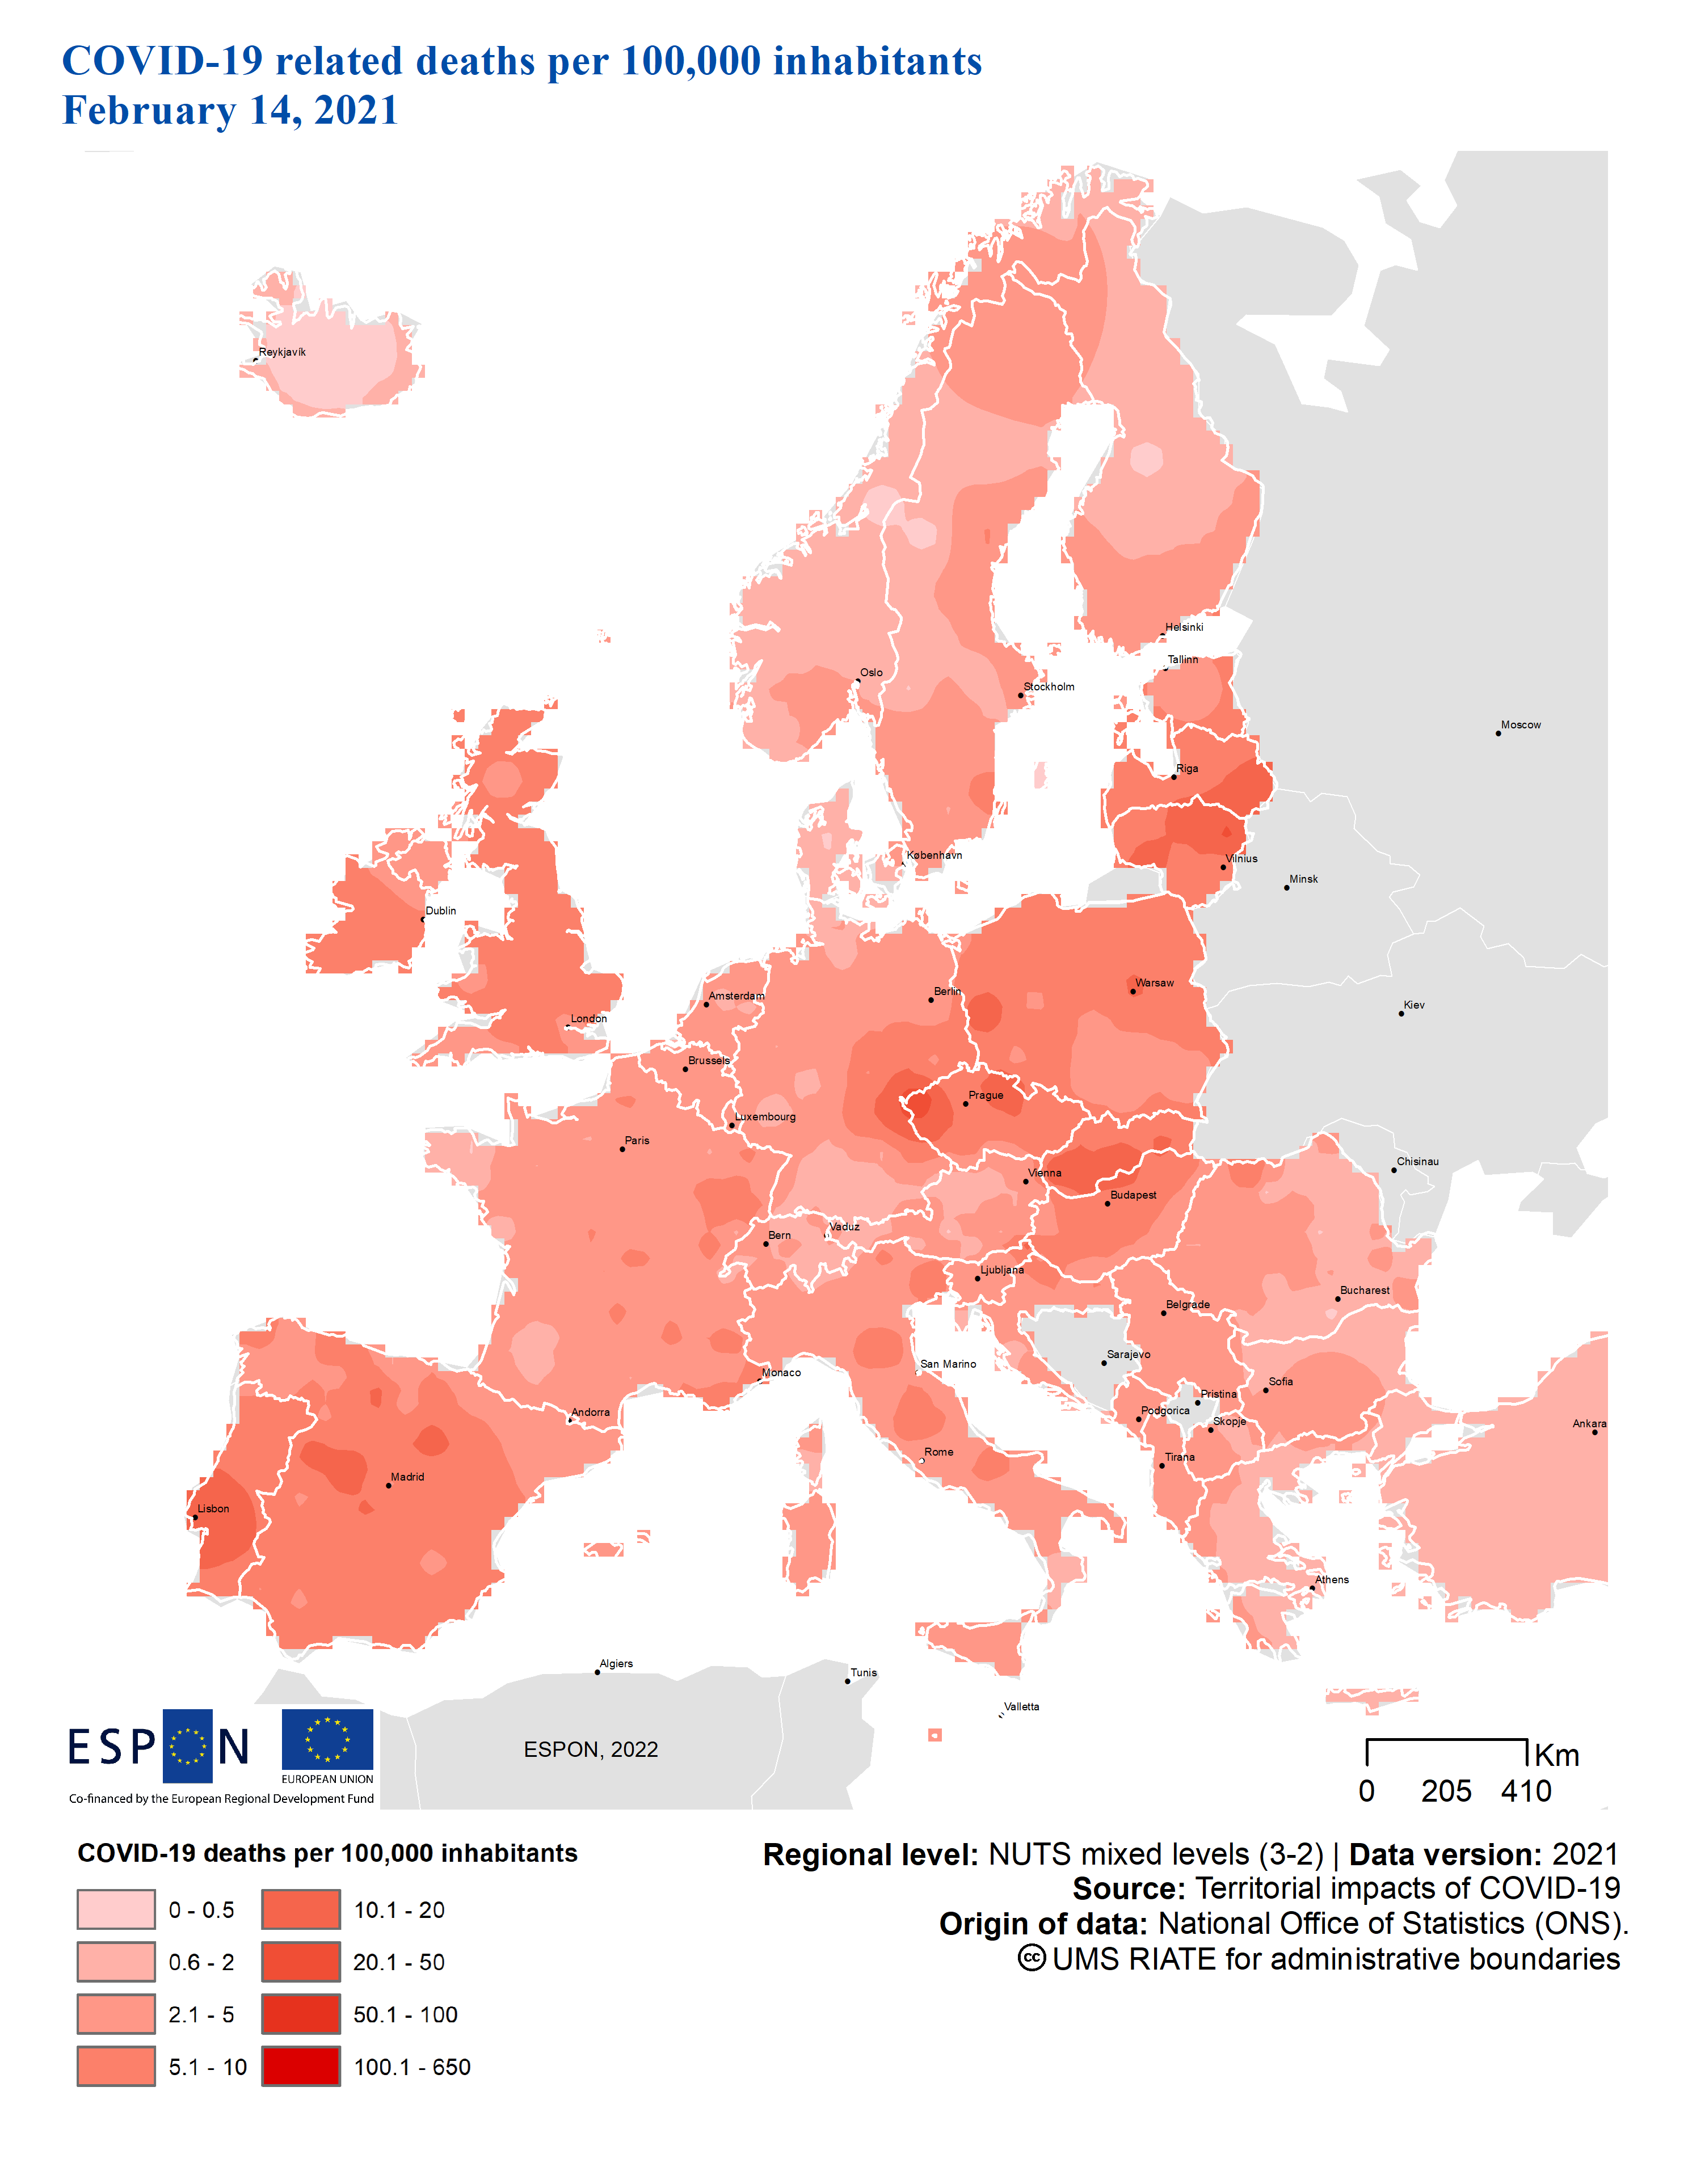 COVID-19 related deaths per 100,000 inhabitants
February 14, 2021
Reykjavík
Helsinki
Tallinn
Oslo
Stockholm
Moscow
Riga
København
Vilnius
Minsk
Dublin
Amsterdam
Berlin
Warsaw
Kiev
London
Brussels
Prague
Luxembourg
Paris
Chisinau
Vienna
Budapest
Vaduz
Bern
Ljubljana
Bucharest
Belgrade
Sarajevo
San Marino
Monaco
Sofia
Pristina
Andorra
Podgorica
Skopje
Ankara
Rome
Tirana
Madrid
Lisbon
Athens
Algiers
Tunis
Valletta
ESPON
EUROPEAN UNION
Co-financed by the European Regional Development Fund
ESPON, 2022
Km
0 205 410
COVID-19 deaths per 100,000 inhabitants
0 - 0.5
0.6 - 2
2.1 - 5
5.1 - 10
10.1 - 20
20.1 - 50
50.1 - 100
100.1 - 650
Regional level: NUTS mixed levels (3-2) | Data version: 2021
Source: Territorial impacts of COVID-19
Origin of data: National Office of Statistics (ONS).
cc UMS RIATE for administrative boundaries